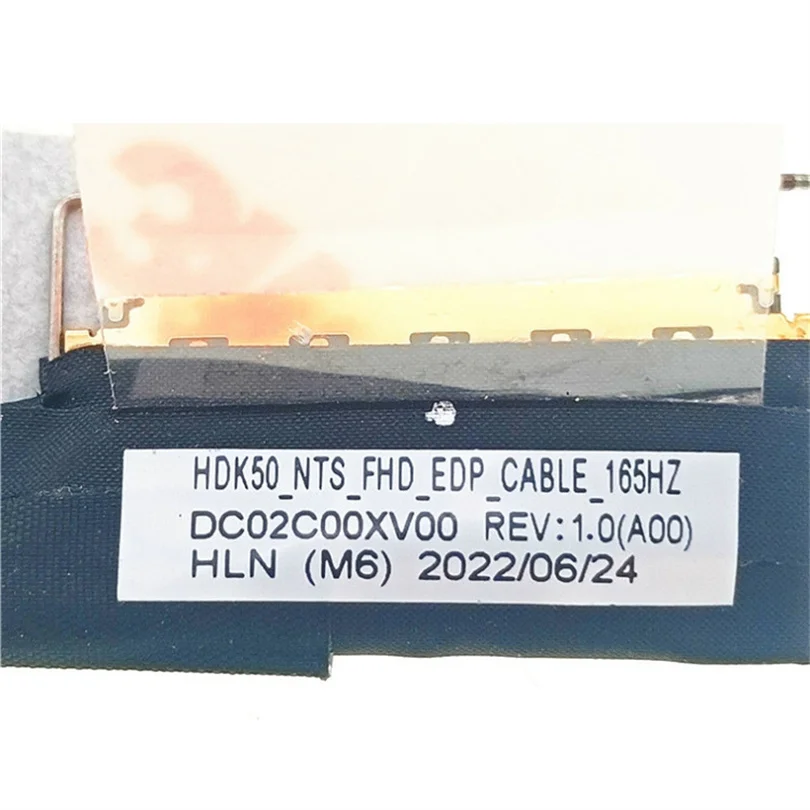 HDK50_NTS_FHD_EDP_CABLE_165HZ
DC02C00XV00 REV:1.0(A00)
HLN (M6) 2022/06/24